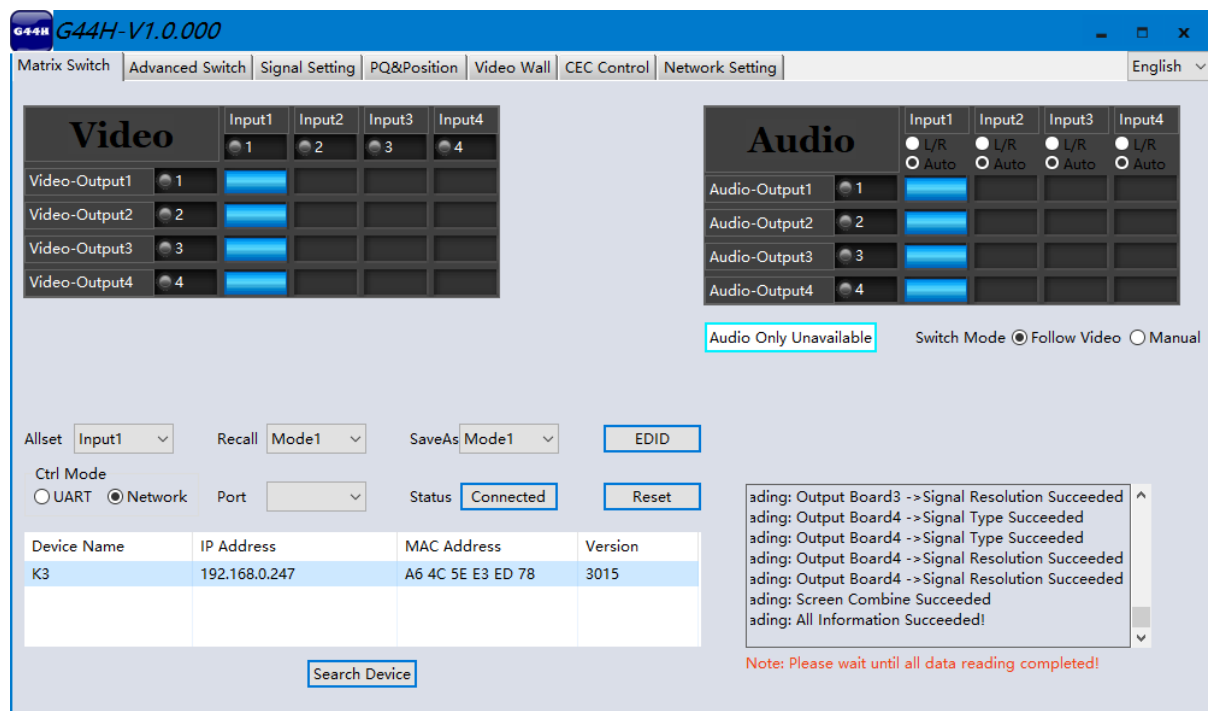 G44H G44H-V1.0.000
Matrix Switch Advanced Switch Signal Setting PQ&Position Video Wall CEC Control Network Setting English
Video Input1 Input2 Input3 Input4
1 2 3 4
Video-Output1 1
Video-Output2 2
Video-Output3 3
Video-Output4 4
Audio Input1 Input2 Input3 Input4
L/R L/R L/R L/R
Auto Auto Auto Auto
Audio-Output1 1
Audio-Output2 2
Audio-Output3 3
Audio-Output4 4
Audio Only Unavailable Switch Mode Follow Video Manual
Allset Input1 Recall Mode1 SaveAs Mode1 EDID
Ctrl Mode
UART Network Port Status Connected Reset
Device Name IP Address MAC Address Version
K3 192.168.0.247 A6 4C 5E E3 ED 78 3015
Search Device
ading: Output Board3 ->Signal Resolution Succeeded
ading: Output Board4 ->Signal Type Succeeded
ading: Output Board4 ->Signal Type Succeeded
ading: Output Board4 ->Signal Resolution Succeeded
ading: Output Board4 ->Signal Resolution Succeeded
ading: Screen Combine Succeeded
ading: All Information Succeeded!
Note: Please wait until all data reading completed!